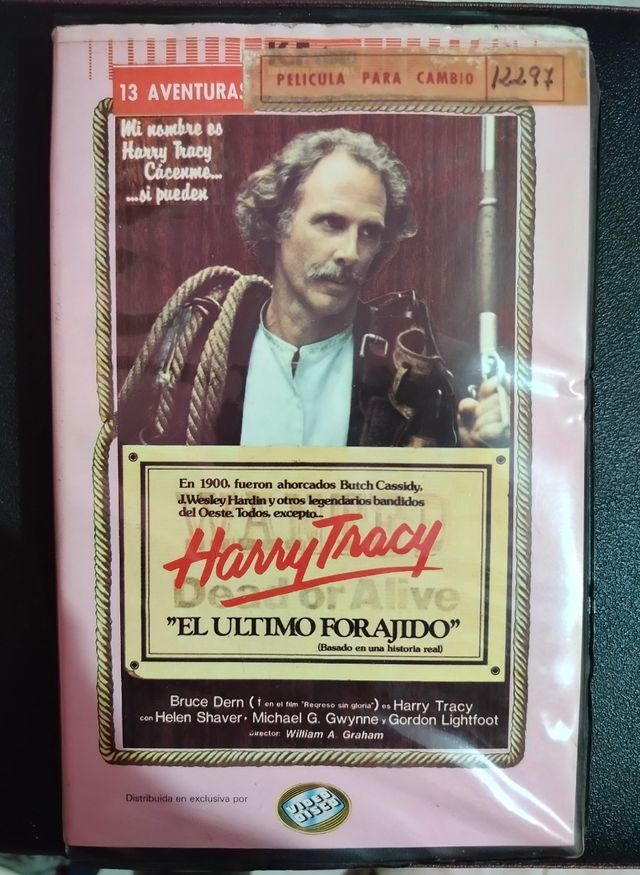 13 AVENTURAS
PELICULA PARA CAMBIO 12297
Mi nombre es
Harry Tracy
Cácenme...
...si pueden
En 1900, fueron ahorcados Butch Cassidy,
J.Wesley Hardin y otros legendarios bandidos
del Oeste. Todos, excepto...
WANTED
Harry Tracy
Dead or Alive
"EL ULTIMO FORAJIDO"
(Basado en una historia real)
Bruce Dern ( f en el film "Regreso sin gloria") es Harry Tracy
con Helen Shaver · Michael G. Gwynne y Gordon Lightfoot
Director: William A. Graham
Distribuida en exclusiva por
VIDEO
DISCO